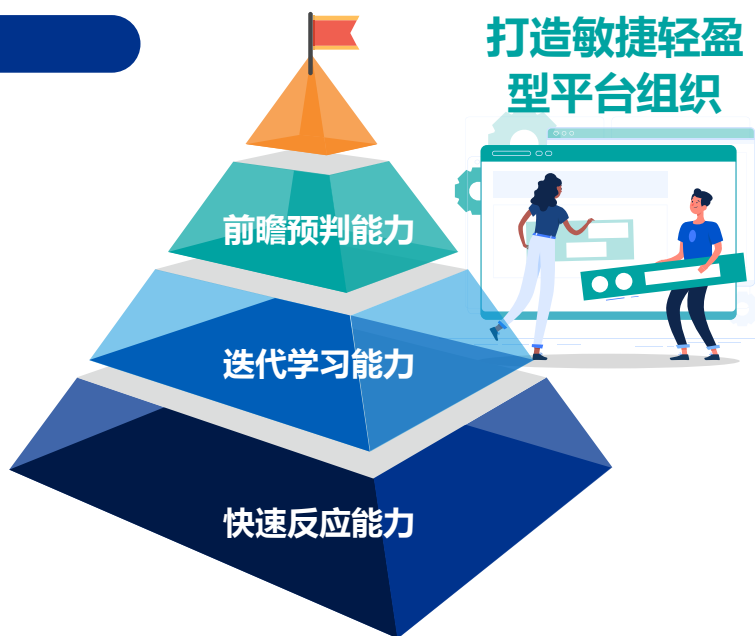 打造敏捷轻盈
型平台组织
前瞻预判能力
迭代学习能力
快速反应能力